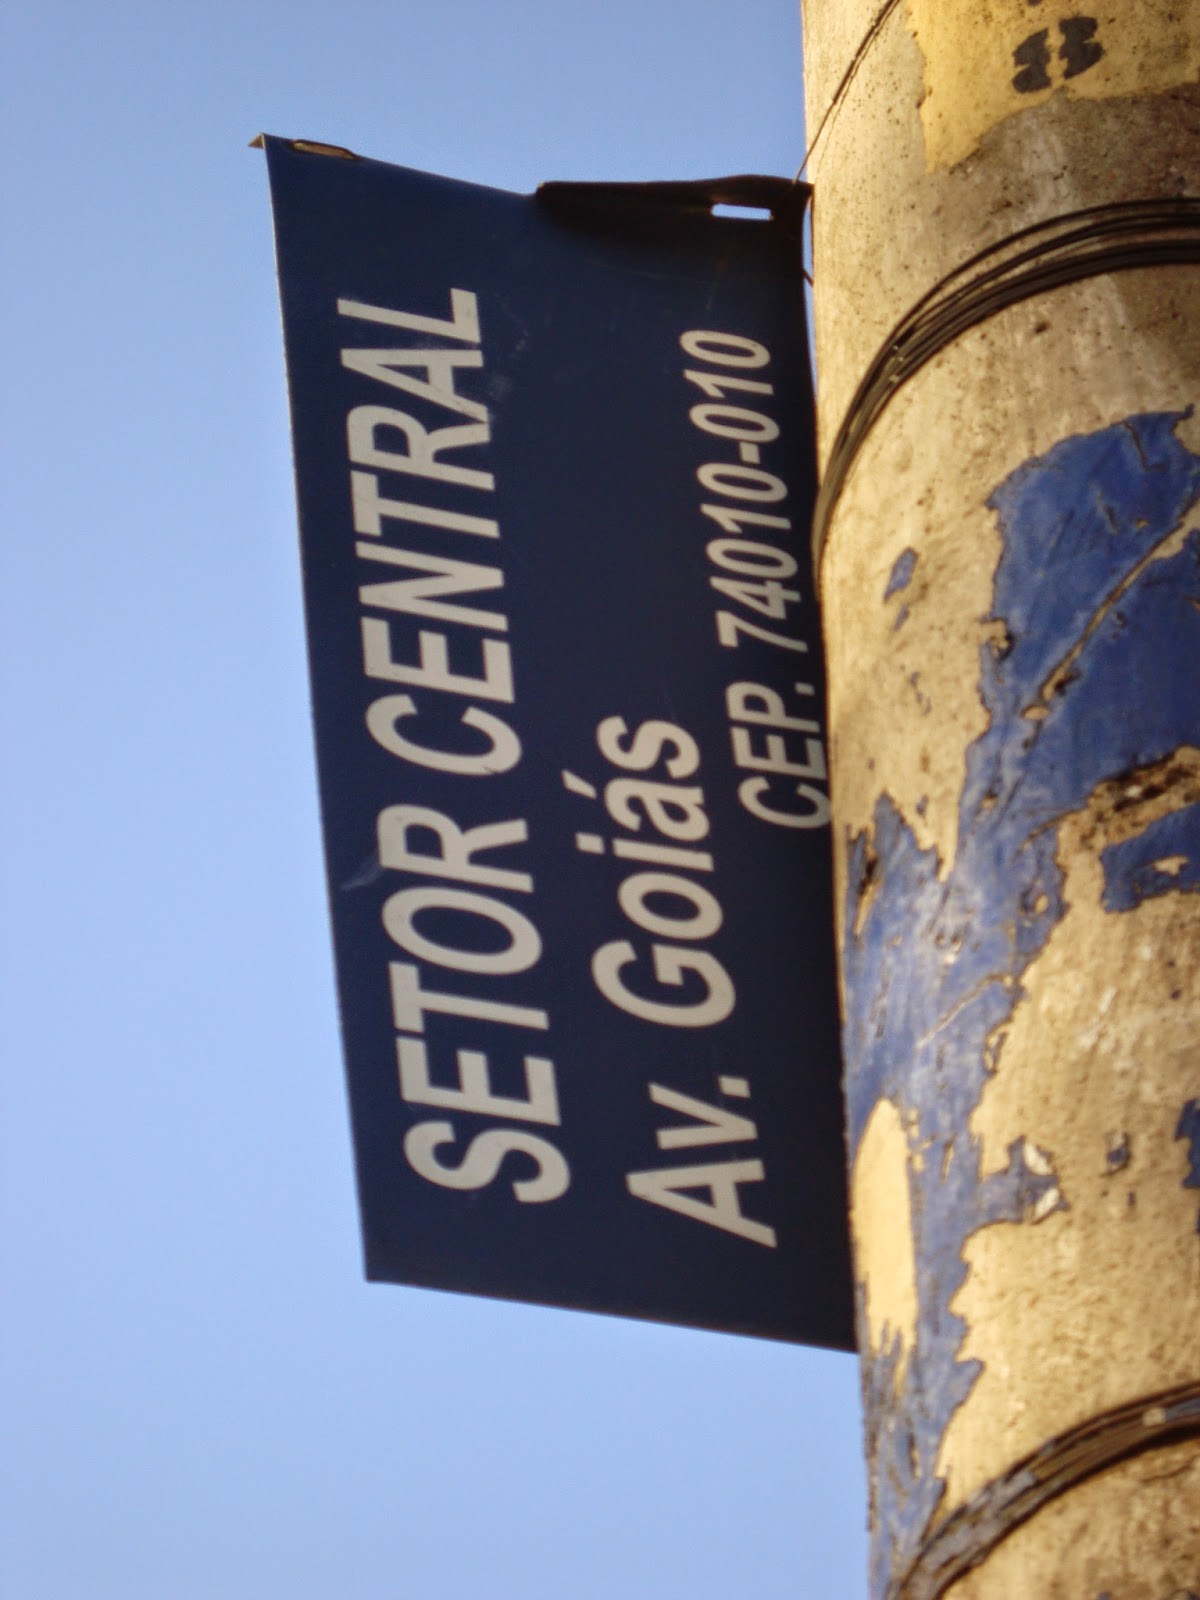 SETOR CENTRAL
Av. Goiás
CEP. 74010-010